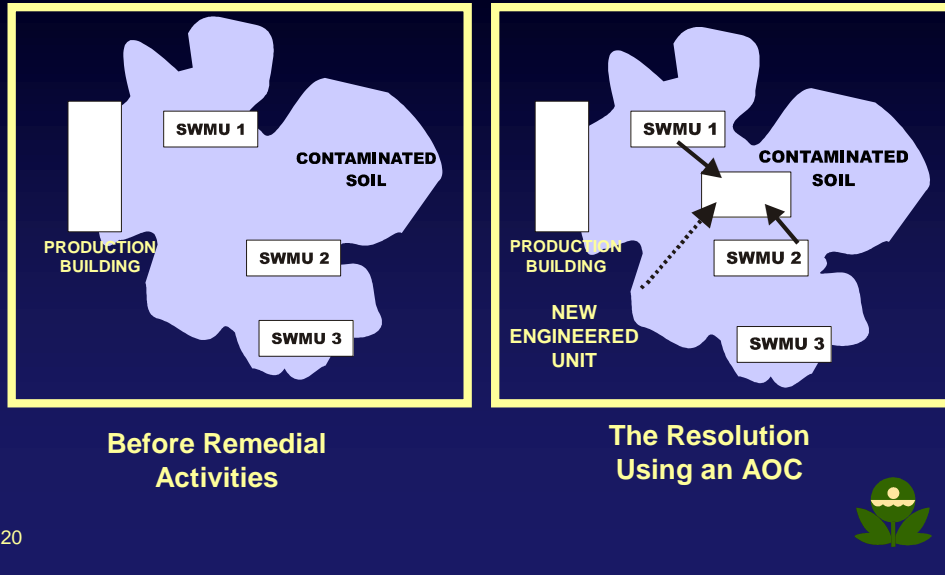 SWMU 1
CONTAMINATED
SOIL
PRODUCTION
BUILDING
SWMU 2
SWMU 3
Before Remedial
Activities
SWMU 1
CONTAMINATED
SOIL
PRODUCTION
BUILDING
SWMU 2
NEW
ENGINEERED
UNIT
SWMU 3
The Resolution
Using an AOC
20